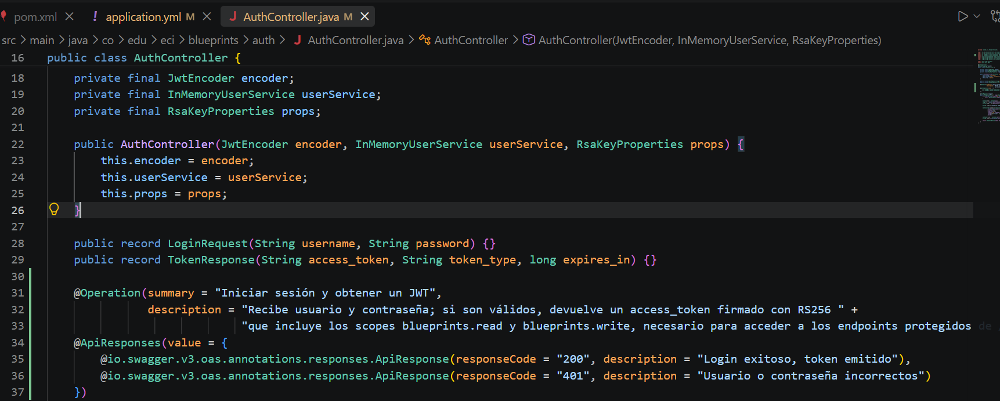 pom.xml
! application.yml M
J AuthController.java M
src > main > java > co > edu > eci > blueprints > auth > J AuthController.java > AuthController > AuthController(JwtEncoder, InMemoryUserService, RsaKeyProperties)
16 public class AuthController {
18 private final JwtEncoder encoder;
19 private final InMemoryUserService userService;
20 private final RsaKeyProperties props;
21
22 public AuthController(JwtEncoder encoder, InMemoryUserService userService, RsaKeyProperties props) {
23 this.encoder = encoder;
24 this.userService = userService;
25 this.props = props;
26 }
27
28 public record LoginRequest(String username, String password) {}
29 public record TokenResponse(String access_token, String token_type, long expires_in) {}
30
31 @Operation(summary = "Iniciar sesión y obtener un JWT",
32 description = "Recibe usuario y contraseña; si son válidos, devuelve un access_token firmado con RS256 " +
33 "que incluye los scopes blueprints.read y blueprints.write, necesario para acceder a los endpoints protegidos de
34 @ApiResponses(value = {
35 @io.swagger.v3.oas.annotations.responses.ApiResponse(responseCode = "200", description = "Login exitoso, token emitido"),
36 @io.swagger.v3.oas.annotations.responses.ApiResponse(responseCode = "401", description = "Usuario o contraseña incorrectos")
37 })